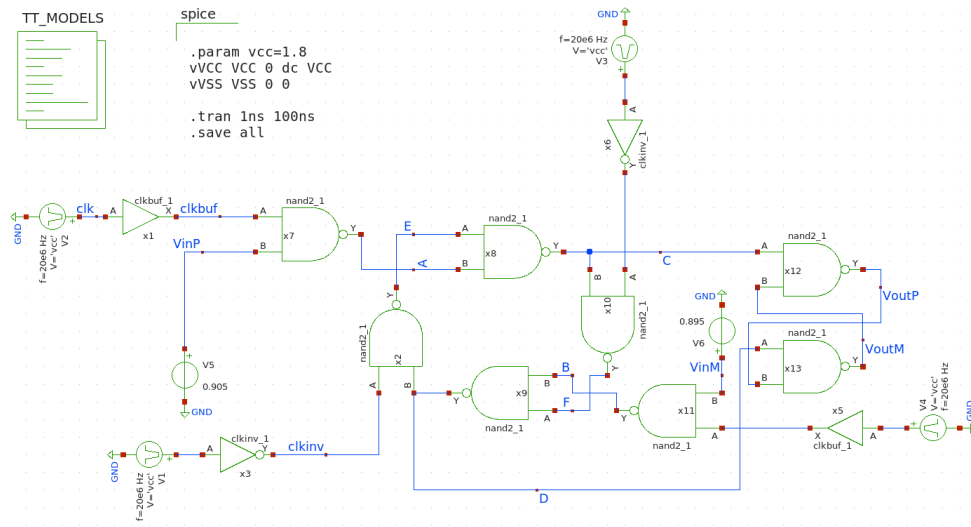 TT_MODELS
spice
.param vcc=1.8
vVCC VCC 0 dc VCC
vVSS VSS 0 0
.tran 1ns 100ns
.save all
GND
f=20e6 Hz
V='vcc'
V3
+
A
x6
clkinv_1
Y
GND
f=20e6 Hz
V='vcc'
V2
+
clk
A
clkbuf_1
x1
X
clkbuf
VinP
nand2_1
A
B
x7
Y
E
A
nand2_1
A
B
x8
Y
C
nand2_1
A
B
x12
Y
VoutP
B
A
x10
nand2_1
Y
Y
nand2_1
x2
A
B
+
V5
0.905
GND
GND
0.895
V6
+
VinM
nand2_1
A
B
x13
Y
VoutM
B
F
B
A
x9
Y
nand2_1
Y
x11
B
A
nand2_1
x5
X
A
clkbuf_1
+
V4
V='vcc'
f=20e6 Hz
GND
GND
f=20e6 Hz
V='vcc'
V1
+
A
clkinv_1
Y
x3
clkinv
D